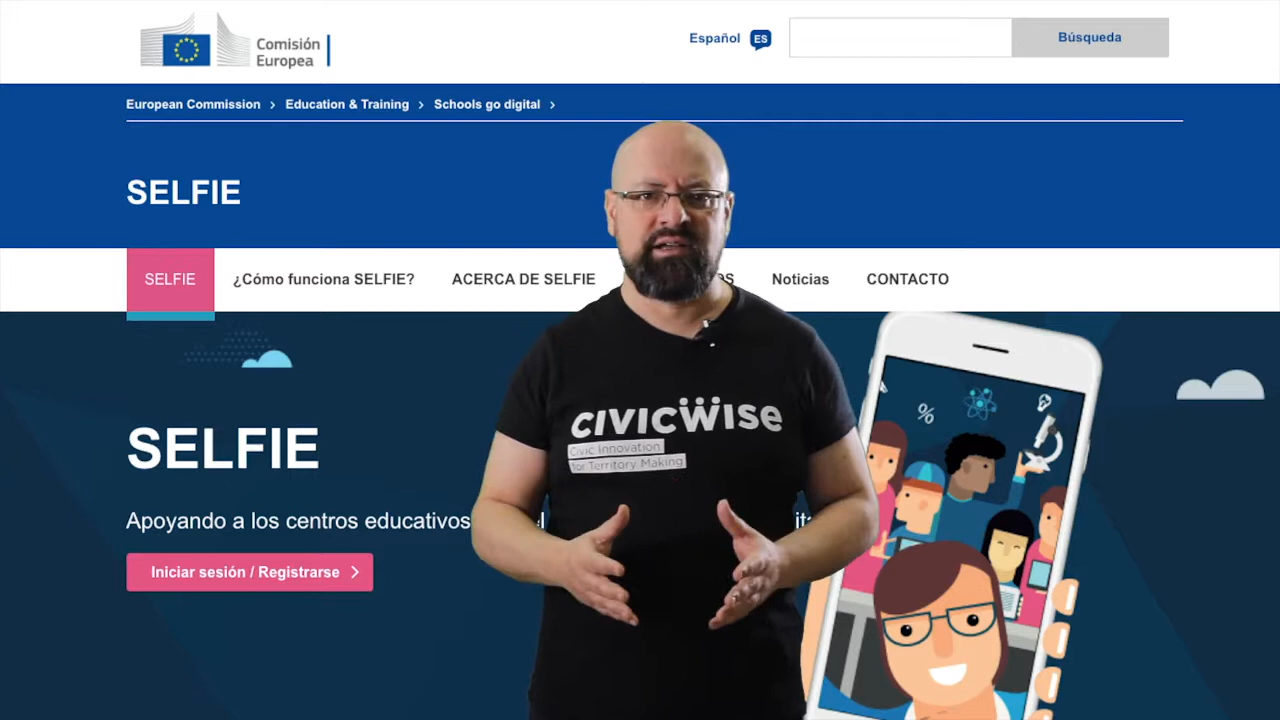 Comisión
Europea
Español ES
Búsqueda
European Commission > Education & Training > Schools go digital >
SELFIE
SELFIE ¿Cómo funciona SELFIE? ACERCA DE SELFIE Noticias CONTACTO
SELFIE
Apoyando a los centros educativos
Iniciar sesión / Registrarse >
CIVICWISE
Civic Innovation
for Territory Making
%